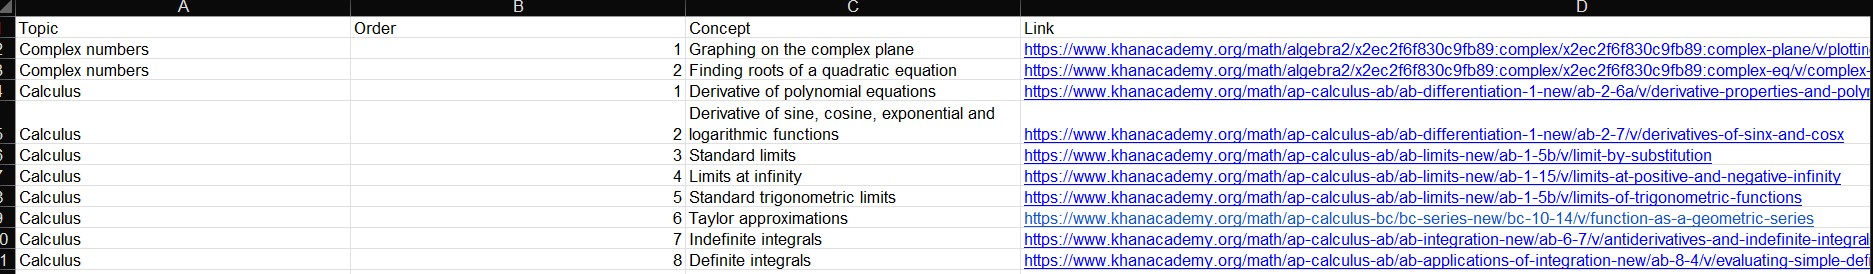 A B C D
Topic Order Concept Link
2 Complex numbers 1 Graphing on the complex plane https://www.khanacademy.org/math/algebra2/x2ec2f6f830c9fb89:complex/x2ec2f6f830c9fb89:complex-plane/v/plottin
3 Complex numbers 2 Finding roots of a quadratic equation https://www.khanacademy.org/math/algebra2/x2ec2f6f830c9fb89:complex/x2ec2f6f830c9fb89:complex-eq/v/complex-
4 Calculus 1 Derivative of polynomial equations https://www.khanacademy.org/math/ap-calculus-ab/ab-differentiation-1-new/ab-2-6a/v/derivative-properties-and-polyn
Derivative of sine, cosine, exponential and
5 Calculus 2 logarithmic functions https://www.khanacademy.org/math/ap-calculus-ab/ab-differentiation-1-new/ab-2-7/v/derivatives-of-sinx-and-cosx
6 Calculus 3 Standard limits https://www.khanacademy.org/math/ap-calculus-ab/ab-limits-new/ab-1-5b/v/limit-by-substitution
7 Calculus 4 Limits at infinity https://www.khanacademy.org/math/ap-calculus-ab/ab-limits-new/ab-1-15/v/limits-at-positive-and-negative-infinity
8 Calculus 5 Standard trigonometric limits https://www.khanacademy.org/math/ap-calculus-ab/ab-limits-new/ab-1-5b/v/limits-of-trigonometric-functions
9 Calculus 6 Taylor approximations https://www.khanacademy.org/math/ap-calculus-bc/bc-series-new/bc-10-14/v/function-as-a-geometric-series
0 Calculus 7 Indefinite integrals https://www.khanacademy.org/math/ap-calculus-ab/ab-integration-new/ab-6-7/v/antiderivatives-and-indefinite-integral
1 Calculus 8 Definite integrals https://www.khanacademy.org/math/ap-calculus-ab/ab-applications-of-integration-new/ab-8-4/v/evaluating-simple-def